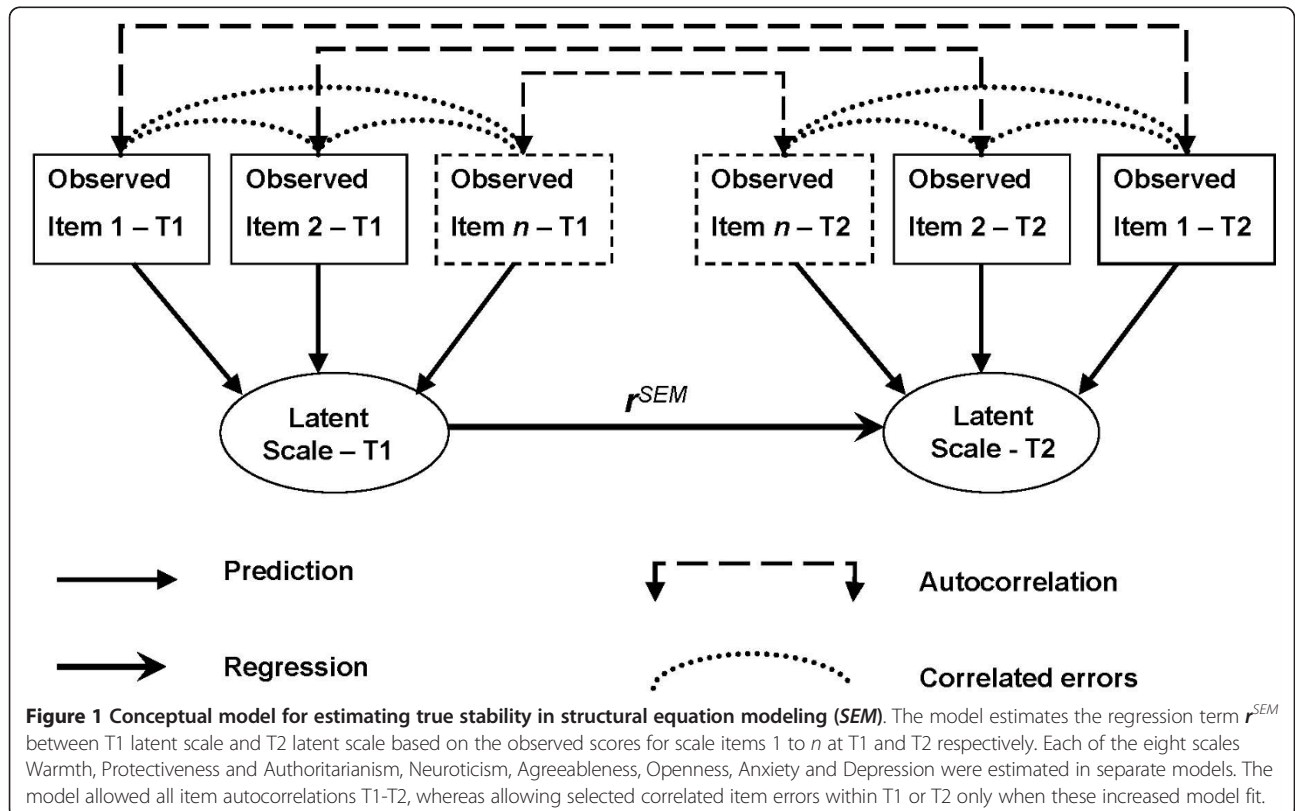 Observed Item 1 – T1
Observed Item 2 – T1
Observed Item n – T1
Observed Item n – T2
Observed Item 2 – T2
Observed Item 1 – T2
r^SEM
Latent
Scale – T1
Latent
Scale - T2
Prediction
Autocorrelation
Regression
Correlated errors
Figure 1 Conceptual model for estimating true stability in structural equation modeling (SEM). The model estimates the regression term r^SEM
between T1 latent scale and T2 latent scale based on the observed scores for scale items 1 to n at T1 and T2 respectively. Each of the eight scales
Warmth, Protectiveness and Authoritarianism, Neuroticism, Agreeableness, Openness, Anxiety and Depression were estimated in separate models. The
model allowed all item autocorrelations T1-T2, whereas allowing selected correlated item errors within T1 or T2 only when these increased model fit.